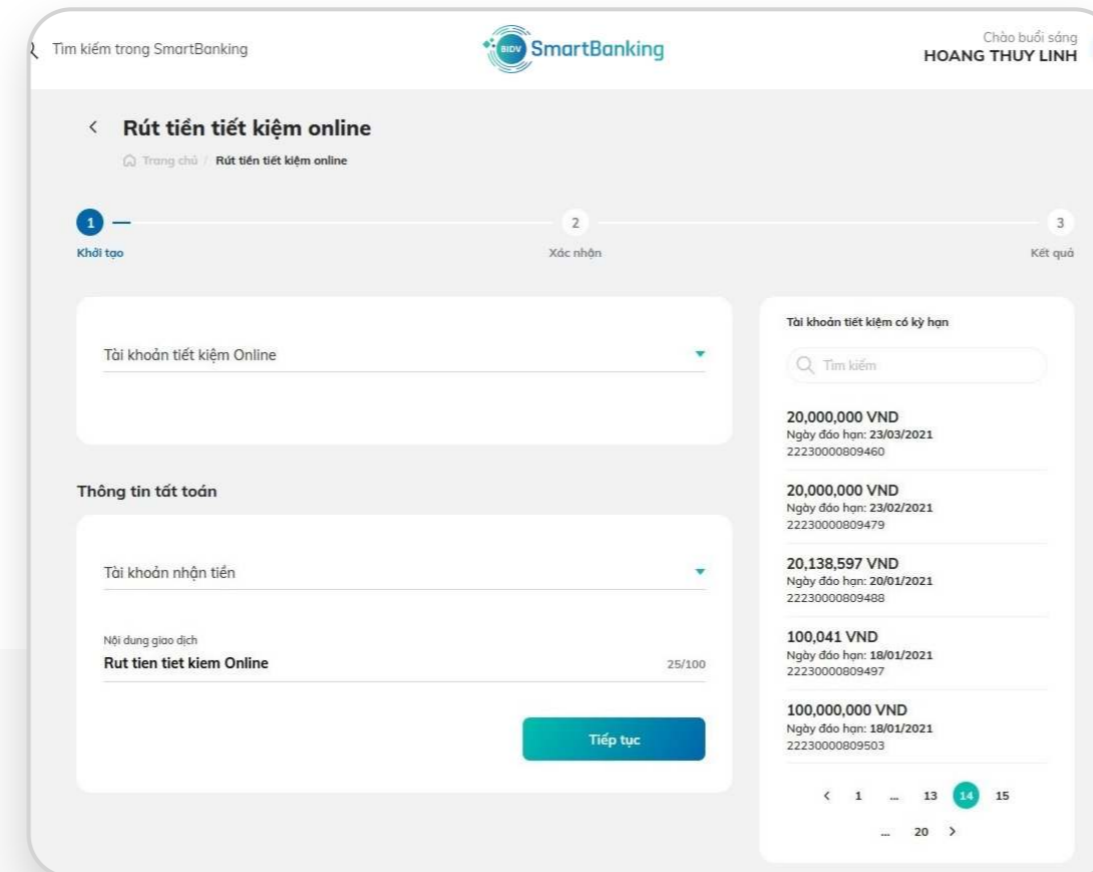 Tìm kiếm trong SmartBanking
BIDV SmartBanking
Chào buổi sáng
HOANG THUY LINH
Rút tiền tiết kiệm online
Trang chủ / Rút tiền tiết kiệm online
1
2
3
Khởi tạo
Xác nhận
Kết quả
Tài khoản tiết kiệm Online
Thông tin tất toán
Tài khoản nhận tiền
Nội dung giao dịch
Rut tien tiet kiem Online 25/100
Tiếp tục
Tài khoản tiết kiệm có kỳ hạn
Tìm kiếm
20,000,000 VND
Ngày đáo hạn: 23/03/2021
22230000809460
20,000,000 VND
Ngày đáo hạn: 23/02/2021
22230000809479
20,138,597 VND
Ngày đáo hạn: 20/01/2021
22230000809488
100,041 VND
Ngày đáo hạn: 18/01/2021
22230000809497
100,000,000 VND
Ngày đáo hạn: 18/01/2021
22230000809503
< 1 ... 13 14 15
... 20 >